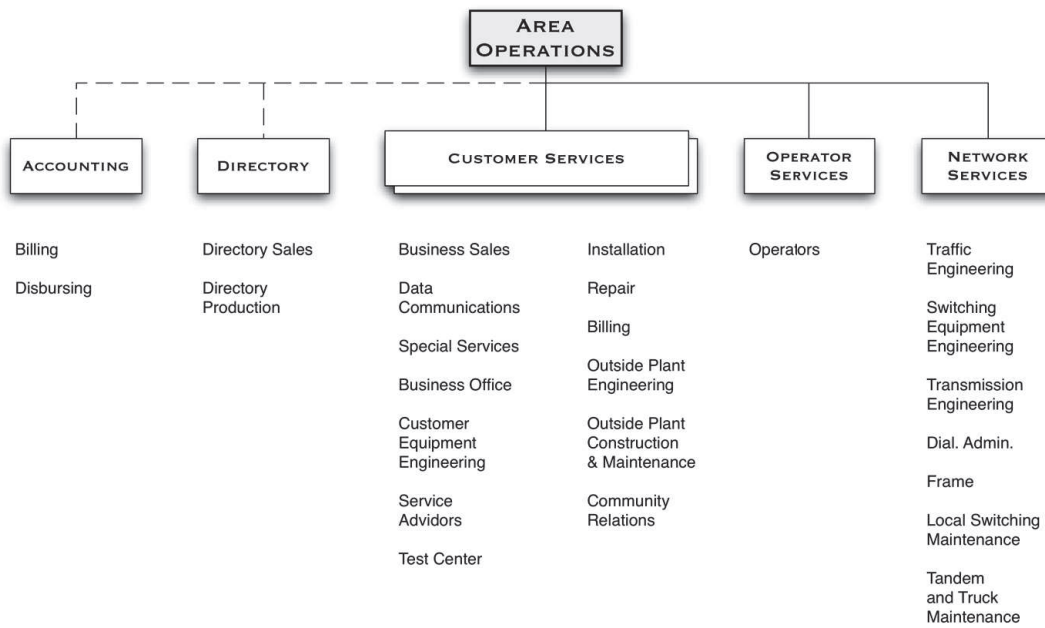 AREA
OPERATIONS
ACCOUNTING
DIRECTORY
CUSTOMER SERVICES
OPERATOR
SERVICES
NETWORK
SERVICES
Billing
Disbursing
Directory Sales
Directory
Production
Business Sales
Data
Communications
Special Services
Business Office
Customer
Equipment
Engineering
Service
Advidors
Test Center
Installation
Repair
Billing
Outside Plant
Engineering
Outside Plant
Construction
& Maintenance
Community
Relations
Operators
Traffic
Engineering
Switching
Equipment
Engineering
Transmission
Engineering
Dial. Admin.
Frame
Local Switching
Maintenance
Tandem
and Truck
Maintenance